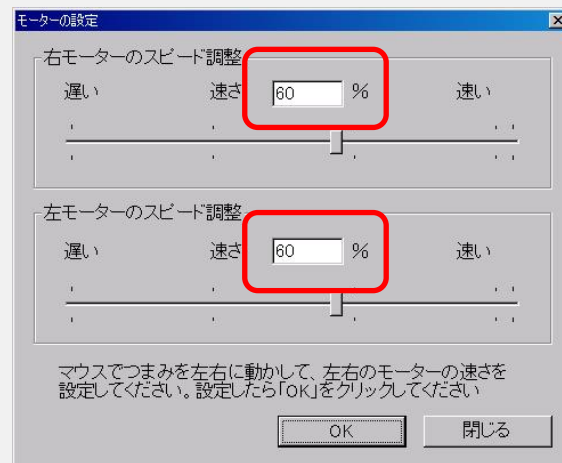 モーターの設定
右モーターのスピード調整
遅い 速さ 60 % 速い
左モーターのスピード調整
遅い 速さ 60 % 速い
マウスでつまみを左右に動かして、左右のモーターの速さを
設定してください。設定したら「OK」をクリックしてください
OK 閉じる